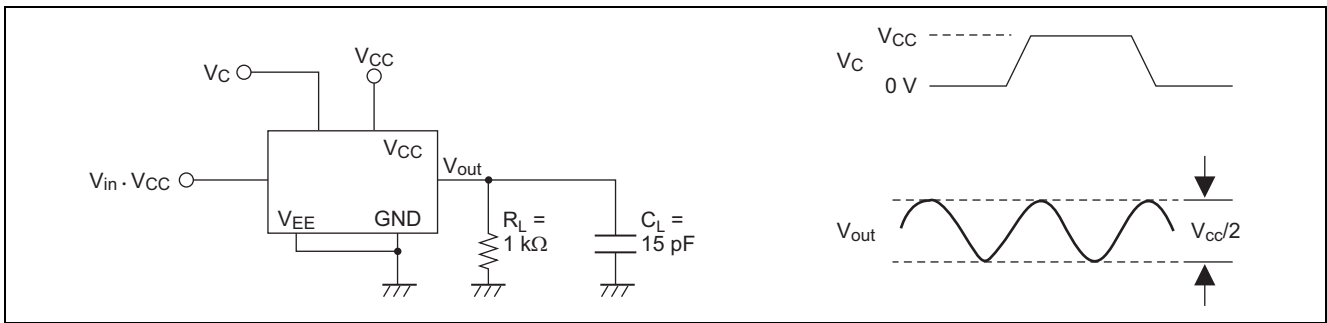 VC
VCC
VCC
Vin · VCC
Vout
VEE
GND
RL =
1 kΩ
CL =
15 pF
VC
VCC
0 V
Vout
Vcc/2